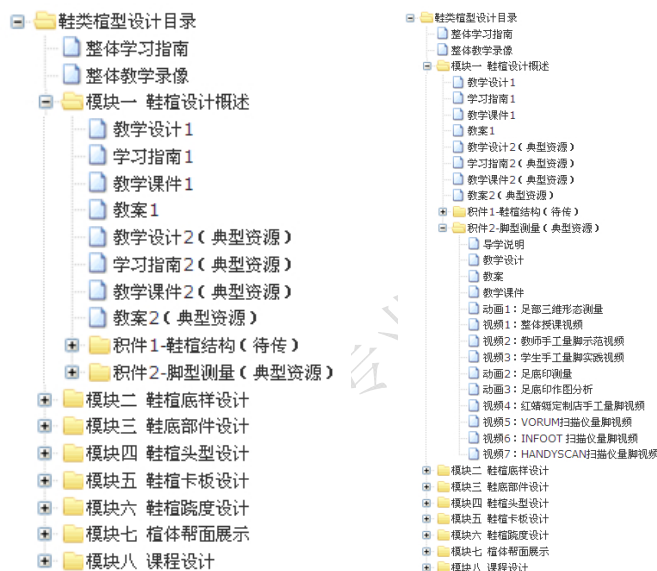 鞋类楦型设计目录
整体学习指南
整体教学录像
模块一 鞋楦设计概述
教学设计1
学习指南1
教学课件1
教案1
教学设计2(典型资源)
学习指南2(典型资源)
教学课件2(典型资源)
教案2(典型资源)
积件1-鞋楦结构(待传)
积件2-脚型测量(典型资源)
模块二 鞋楦底样设计
模块三 鞋底部件设计
模块四 鞋楦头型设计
模块五 鞋楦卡板设计
模块六 鞋楦跷度设计
模块七 楦体帮面展示
模块八 课程设计
鞋类楦型设计目录
整体学习指南
整体教学录像
模块一 鞋楦设计概述
教学设计1
学习指南1
教学课件1
教案1
教学设计2(典型资源)
学习指南2(典型资源)
教学课件2(典型资源)
教案2(典型资源)
积件1-鞋楦结构(待传)
积件2-脚型测量(典型资源)
导学说明
教学设计
教案
教学课件
动画1:足部三维形态测量
视频1:整体授课视频
视频2:教师手工量脚示范视频
视频3:学生手工量脚实践视频
动画2:足底印测量
动画3:足底印作图分析
视频4:红蜻蜓定制店手工量脚视频
视频5:VORUM扫描仪量脚视频
视频6:INFOOT 扫描仪量脚视频
视频7:HANDYSCAN扫描仪量脚视频
模块二 鞋楦底样设计
模块三 鞋底部件设计
模块四 鞋楦头型设计
模块五 鞋楦卡板设计
模块六 鞋楦跷度设计
模块七 楦体帮面展示
模块八 课程设计